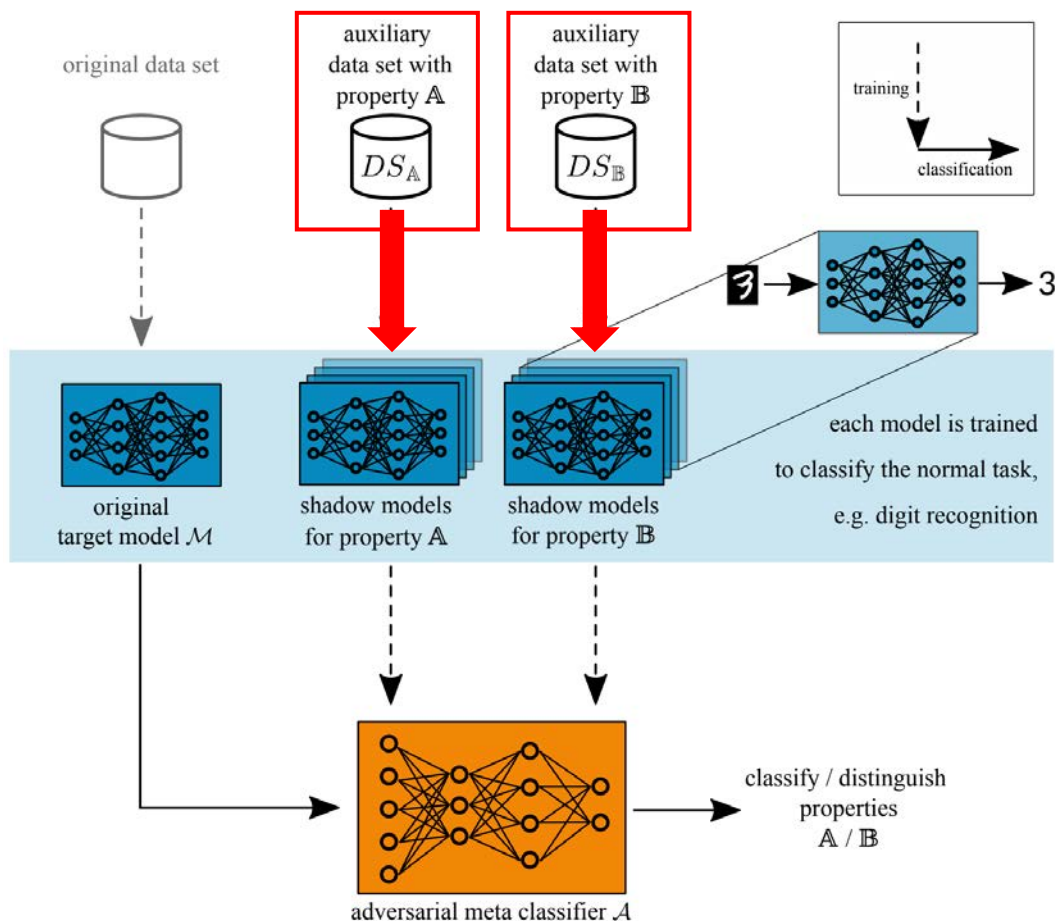 original data set
auxiliary
data set with
property 𝔸
DS𝔸
auxiliary
data set with
property 𝔹
DS𝔹
training
classification
3
3
original
target model ℳ
shadow models
for property 𝔸
shadow models
for property 𝔹
each model is trained
to classify the normal task,
e.g. digit recognition
classify / distinguish
properties
𝔸 / 𝔹
adversarial meta classifier 𝒜